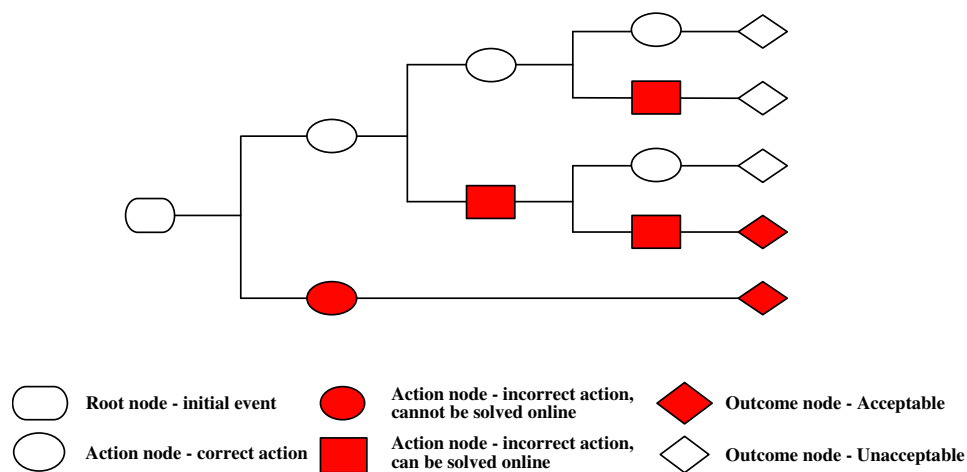 Root node - initial event
Action node - correct action
Action node - incorrect action,
cannot be solved online
Action node - incorrect action,
can be solved online
Outcome node - Acceptable
Outcome node - Unacceptable